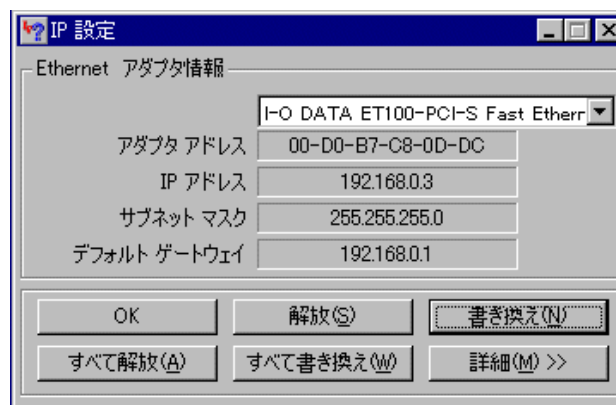 IP 設定
Ethernet アダプタ情報
I-O DATA ET100-PCI-S Fast Etherr
アダプタ アドレス 00-D0-B7-C8-0D-DC
IP アドレス 192.168.0.3
サブネット マスク 255.255.255.0
デフォルト ゲートウェイ 192.168.0.1
OK 解放(S) 書き換え(N)
すべて解放(A) すべて書き換え(W) 詳細(M) >>